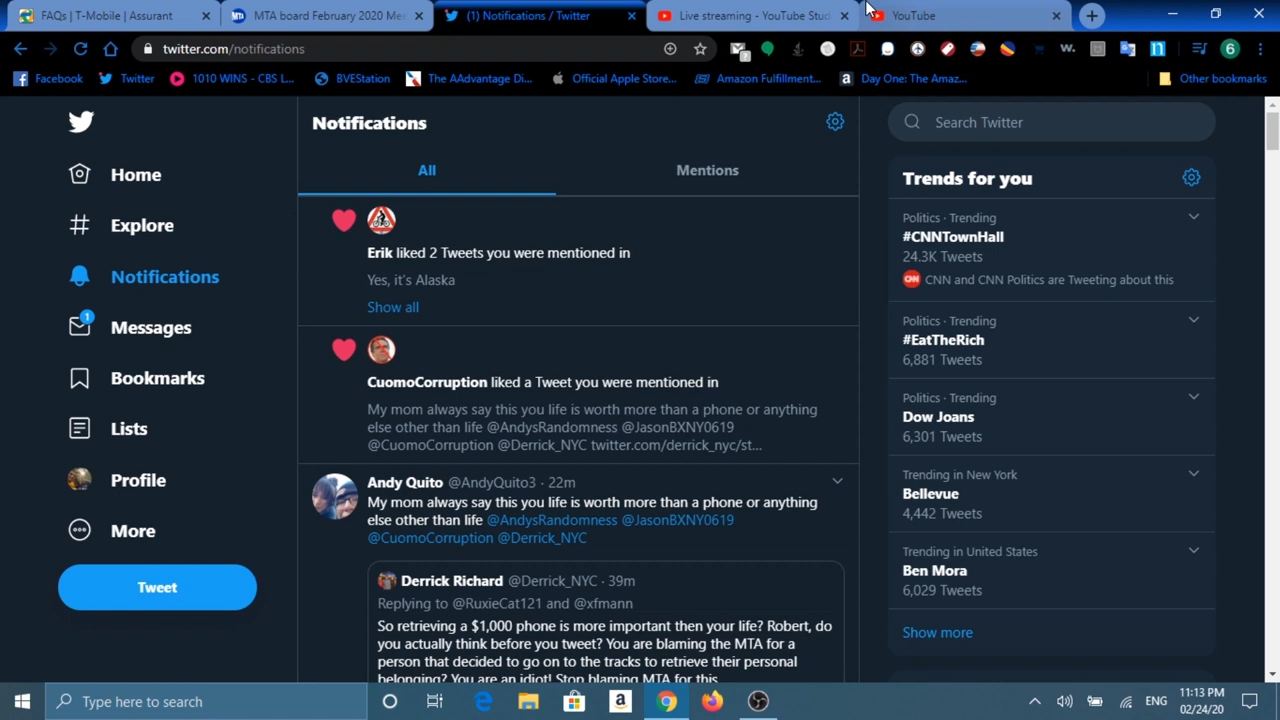 FAQs | T-Mobile | Assurant
MTA board February 2020 Me
(1) Notifications / Twitter
Live streaming - YouTube Stud
YouTube
twitter.com/notifications
6
Facebook
Twitter
1010 WINS - CBS L...
BVEStation
The AAdvantage Di...
Official Apple Store...
Amazon Fulfillment...
Day One: The Amaz...
Other bookmarks
Home
Explore
Notifications
1
Messages
Bookmarks
Lists
Profile
More
Tweet
Notifications
All
Mentions
Erik liked 2 Tweets you were mentioned in
Yes, it's Alaska
Show all
CuomoCorruption liked a Tweet you were mentioned in
My mom always say this you life is worth more than a phone or anything
else other than life @AndysRandomness @JasonBXNY0619
@CuomoCorruption @Derrick_NYC twitter.com/derrick_nyc/st...
Andy Quito @AndyQuito3 · 22m
My mom always say this you life is worth more than a phone or anything
else other than life @AndysRandomness @JasonBXNY0619
@CuomoCorruption @Derrick_NYC
Derrick Richard @Derrick_NYC · 39m
Replying to @RuxieCat121 and @xfmann
So retrieving a $1,000 phone is more important then your life? Robert, do
you actually think before you tweet? You are blaming the MTA for a
person that decided to go on to the tracks to retrieve their personal
belonging? You are an idiot! Stop blaming MTA for this
Search Twitter
Trends for you
Politics · Trending
#CNNTownHall
24.3K Tweets
CNN and CNN Politics are Tweeting about this
Politics · Trending
#EatTheRich
6,881 Tweets
Politics · Trending
Dow Joans
6,301 Tweets
Trending in New York
Bellevue
4,442 Tweets
Trending in United States
Ben Mora
6,029 Tweets
Show more
Type here to search
ENG
11:13 PM
02/24/20